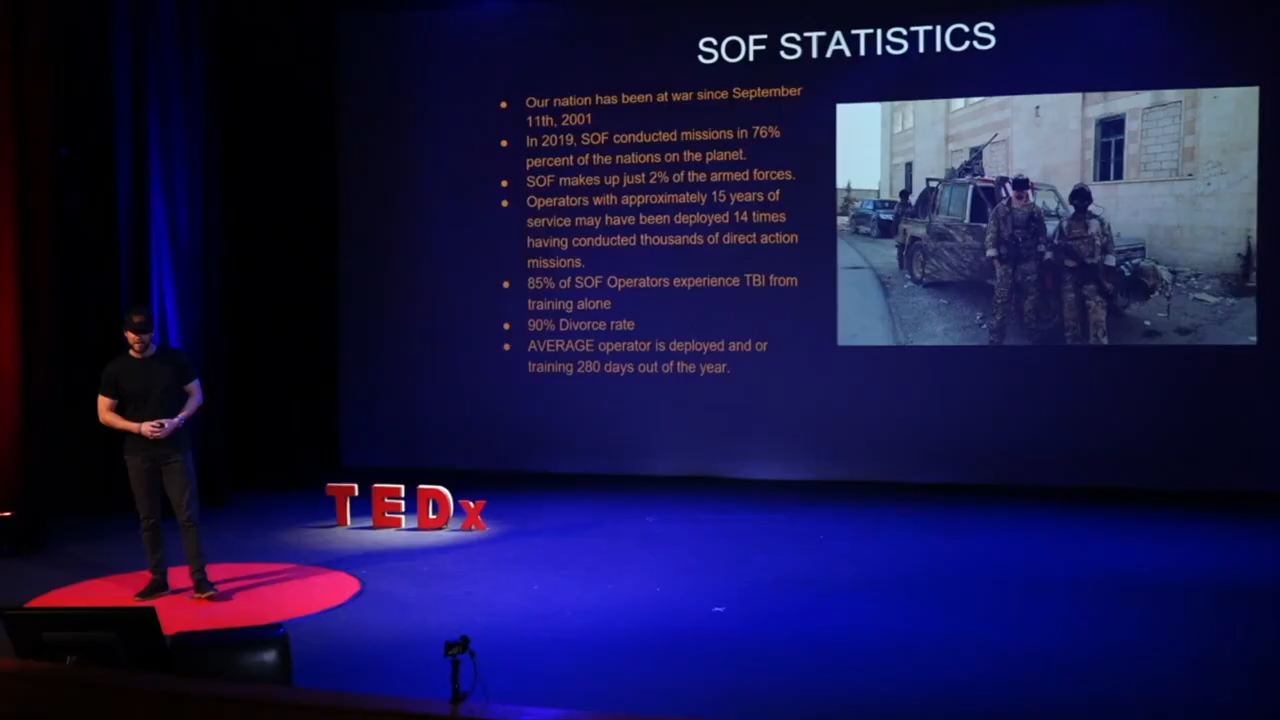 SOF STATISTICS
● Our nation has been at war since September
11th, 2001
● In 2019, SOF conducted missions in 76%
percent of the nations on the planet.
● SOF makes up just 2% of the armed forces.
● Operators with approximately 15 years of
service may have been deployed 14 times
having conducted thousands of direct action
missions.
● 85% of SOF Operators experience TBI from
training alone
● 90% Divorce rate
● AVERAGE operator is deployed and or
training 280 days out of the year.
TEDx